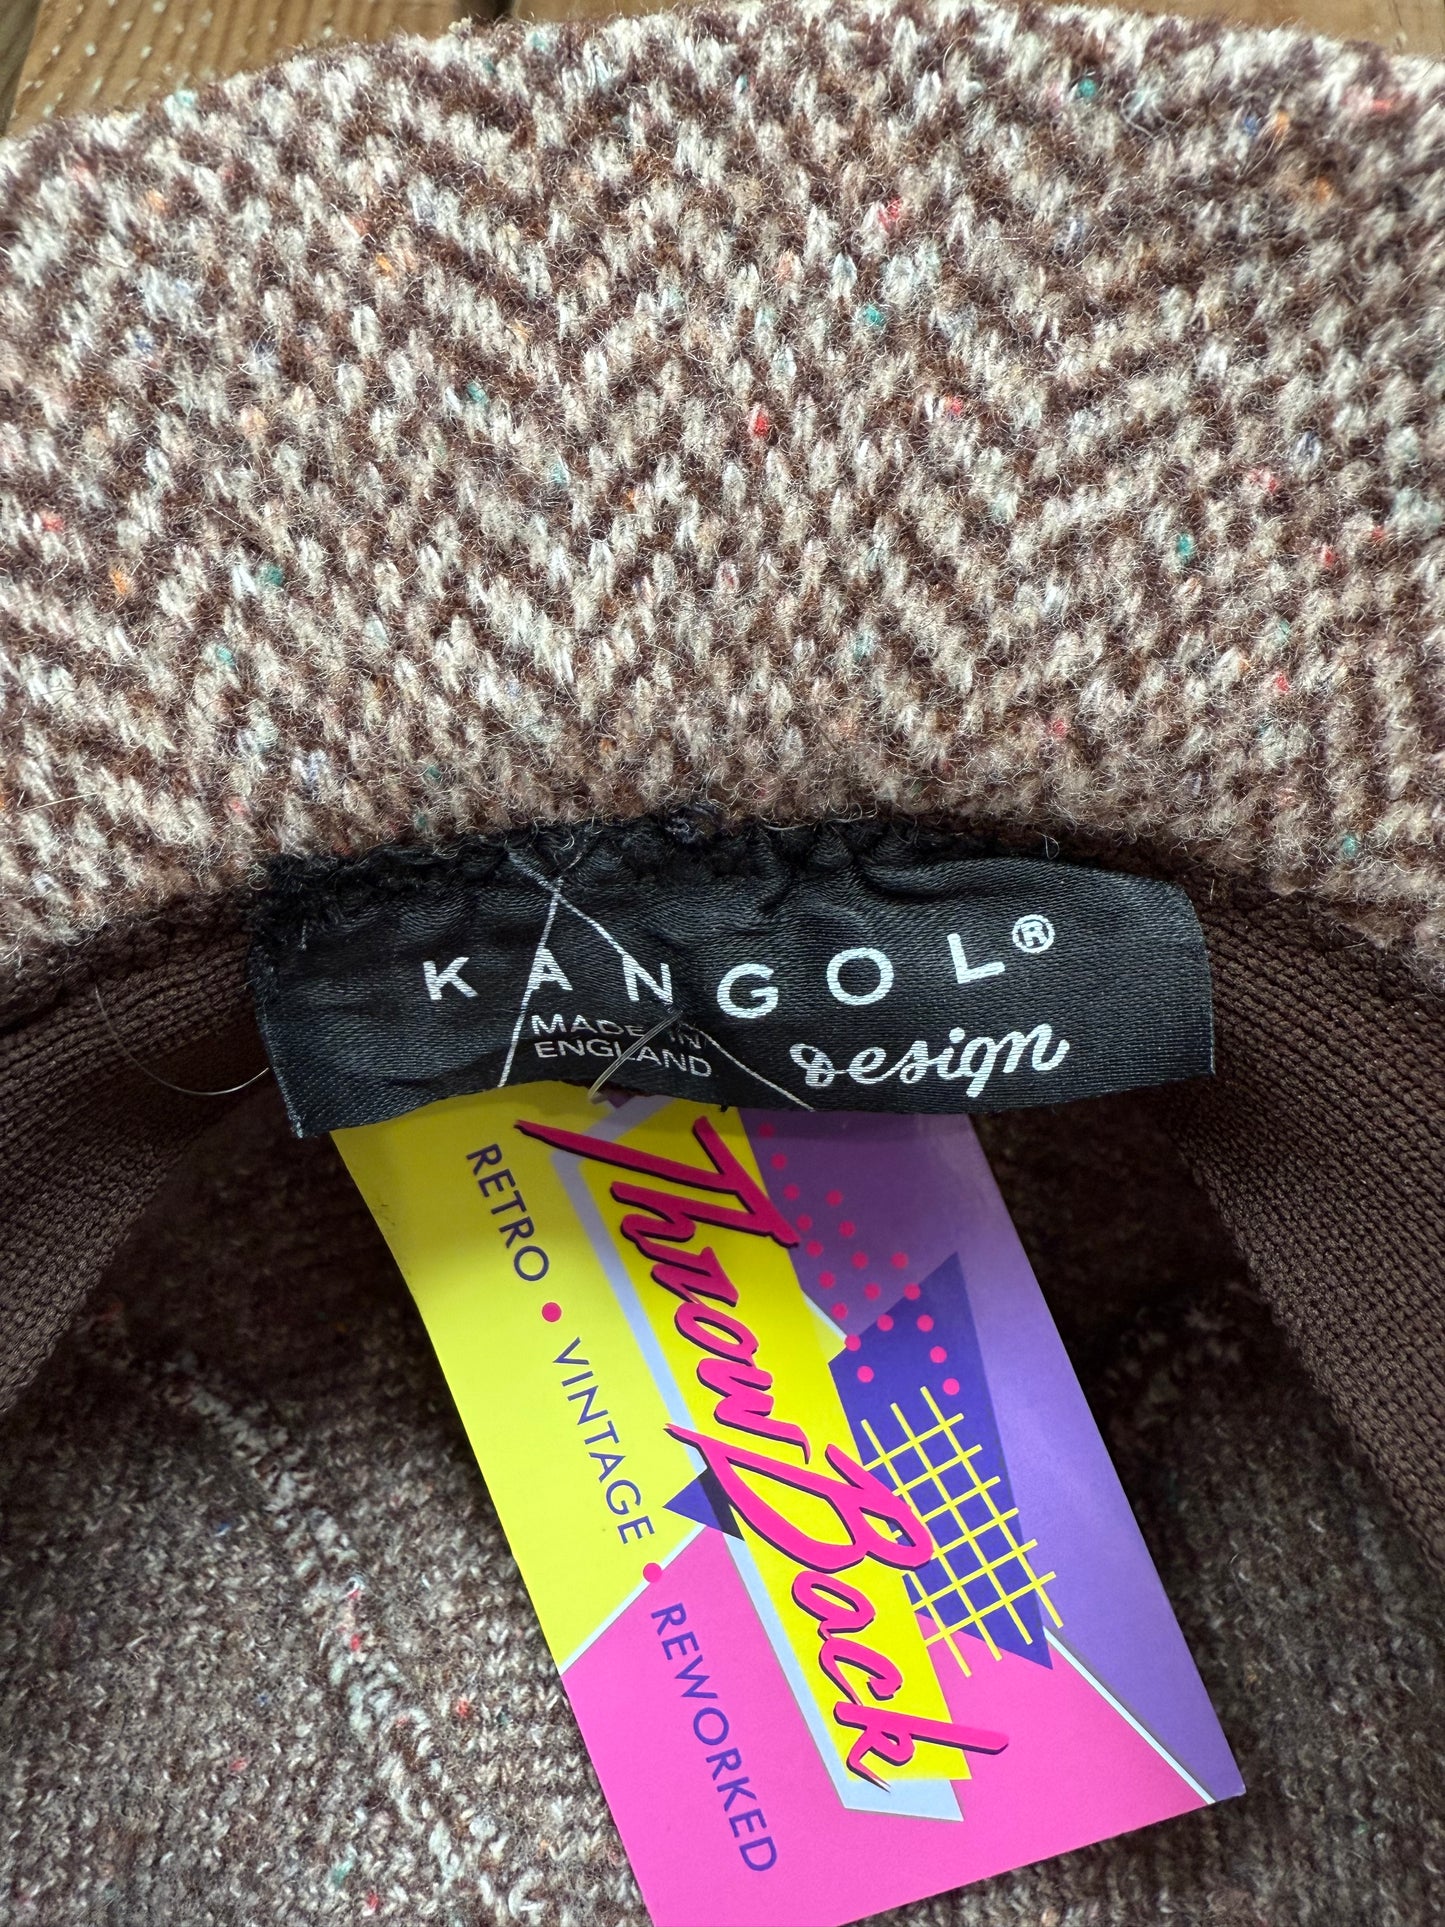 KANGOL®
MADE IN
ENGLAND
design
ThrowBack
RETRO • VINTAGE • REWORKED